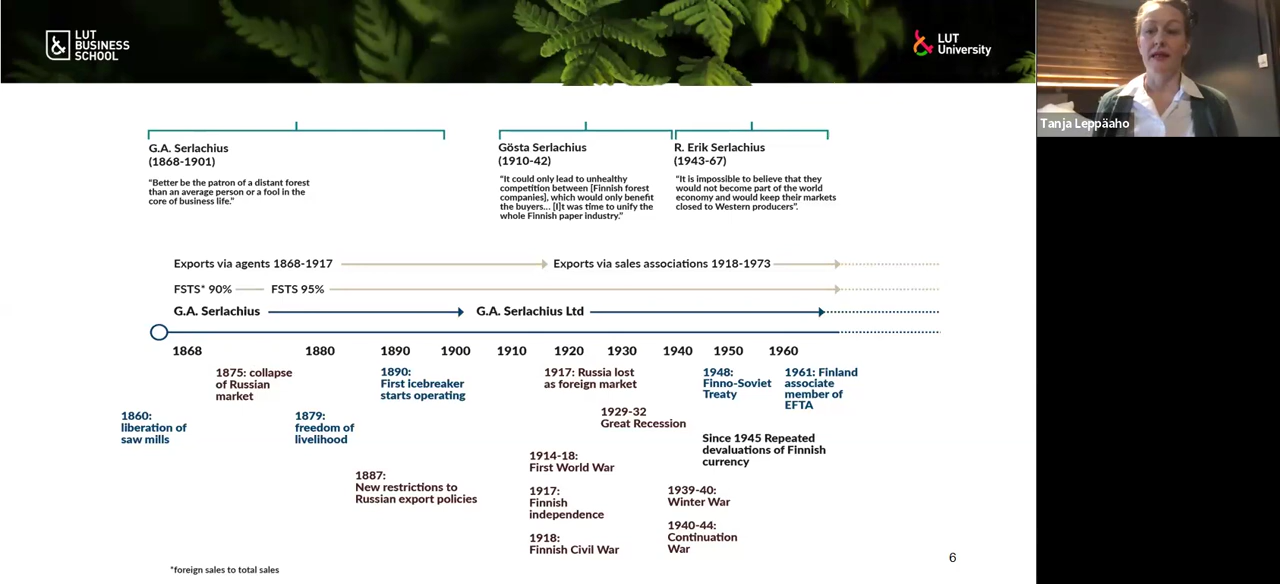 LUT
BUSINESS
SCHOOL
LUT
University
Tanja Leppäaho
G.A. Serlachius
(1868-1901)
"Better be the patron of a distant forest
than an average person or a fool in the
core of business life."
Gösta Serlachius
(1910-42)
"It could only lead to unhealthy
competition between [Finnish forest
companies], which would only benefit
the buyers... [I]t was time to unify the
whole Finnish paper industry."
R. Erik Serlachius
(1943-67)
"It is impossible to believe that they
would not become part of the world
economy and would keep their markets
closed to Western producers".
Exports via agents 1868-1917
Exports via sales associations 1918-1973
FSTS* 90%
FSTS 95%
G.A. Serlachius
G.A. Serlachius Ltd
1868 1880 1890 1900 1910 1920 1930 1940 1950 1960
1875: collapse
of Russian
market
1890:
First icebreaker
starts operating
1917: Russia lost
as foreign market
1948:
Finno-Soviet
Treaty
1961: Finland
associate
member of
EFTA
1860:
liberation of
saw mills
1879:
freedom of
livelihood
1929-32
Great Recession
Since 1945 Repeated
devaluations of Finnish
currency
1887:
New restrictions to
Russian export policies
1914-18:
First World War
1917:
Finnish
independence
1918:
Finnish Civil War
1939-40:
Winter War
1940-44:
Continuation
War
*foreign sales to total sales
6